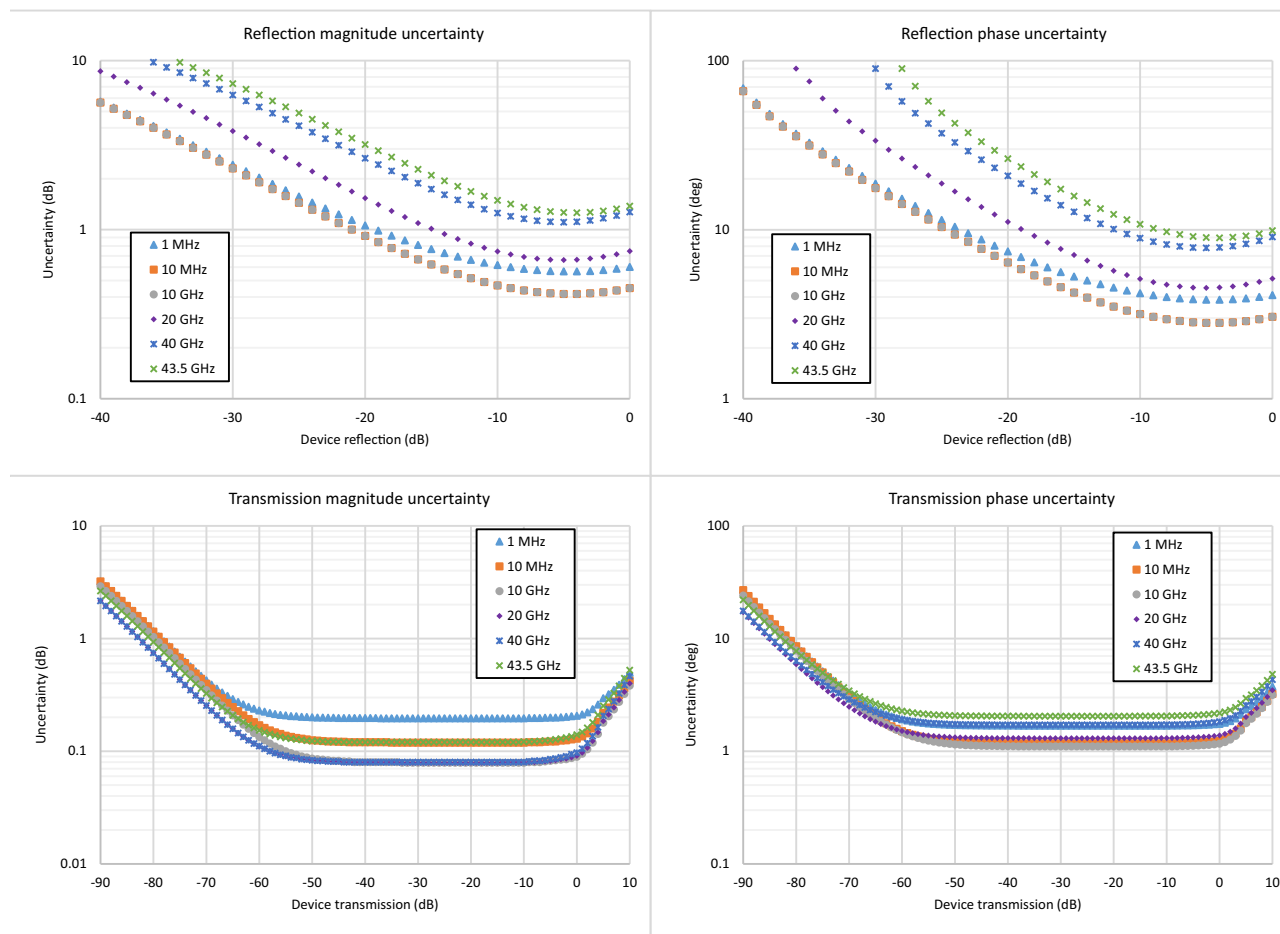 Reflection magnitude uncertainty
10
1
0.1
Uncertainty (dB)
1 MHz
10 MHz
10 GHz
20 GHz
40 GHz
43.5 GHz
-40
-30
-20
-10
0
Device reflection (dB)
Reflection phase uncertainty
100
10
1
Uncertainty (deg)
1 MHz
10 MHz
10 GHz
20 GHz
40 GHz
43.5 GHz
-40
-30
-20
-10
0
Device reflection (dB)
Transmission magnitude uncertainty
10
1
0.1
0.01
Uncertainty (dB)
1 MHz
10 MHz
10 GHz
20 GHz
40 GHz
43.5 GHz
-90
-80
-70
-60
-50
-40
-30
-20
-10
0
10
Device transmission (dB)
Transmission phase uncertainty
100
10
1
0.1
Uncertainty (deg)
1 MHz
10 MHz
10 GHz
20 GHz
40 GHz
43.5 GHz
-90
-80
-70
-60
-50
-40
-30
-20
-10
0
10
Device transmission (dB)